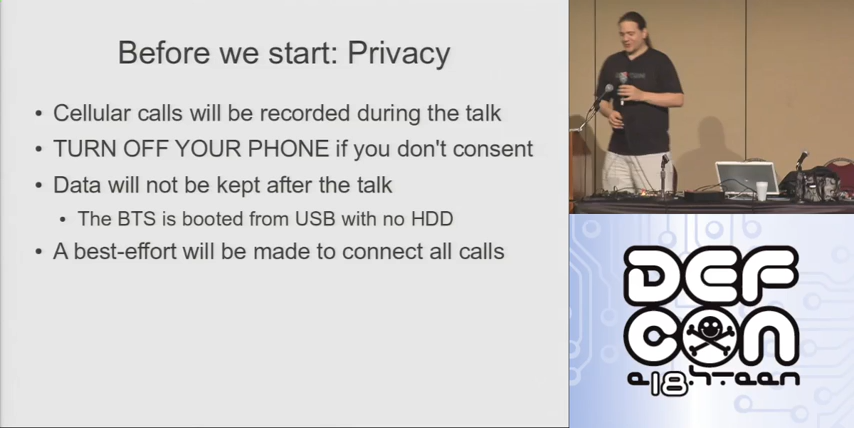 Before we start: Privacy
• Cellular calls will be recorded during the talk
• TURN OFF YOUR PHONE if you don't consent
• Data will not be kept after the talk
• The BTS is booted from USB with no HDD
• A best-effort will be made to connect all calls
DEF
CON
e18hteen